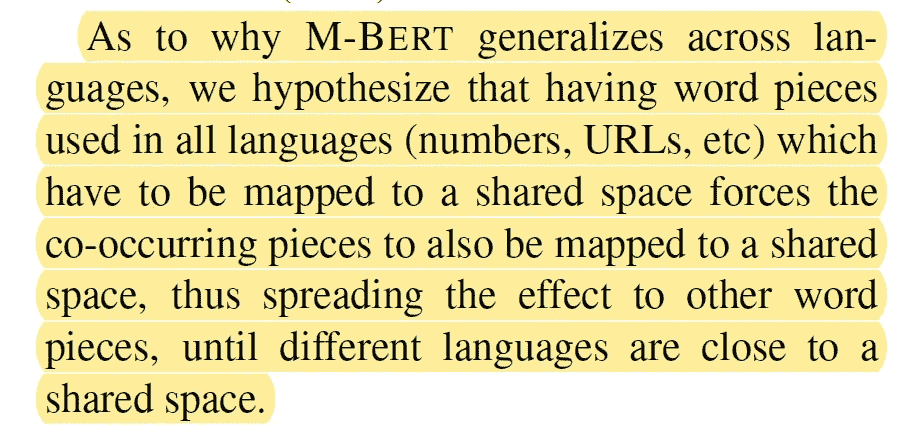 As to why M-BERT generalizes across lan-
guages, we hypothesize that having word pieces
used in all languages (numbers, URLs, etc) which
have to be mapped to a shared space forces the
co-occurring pieces to also be mapped to a shared
space, thus spreading the effect to other word
pieces, until different languages are close to a
shared space.